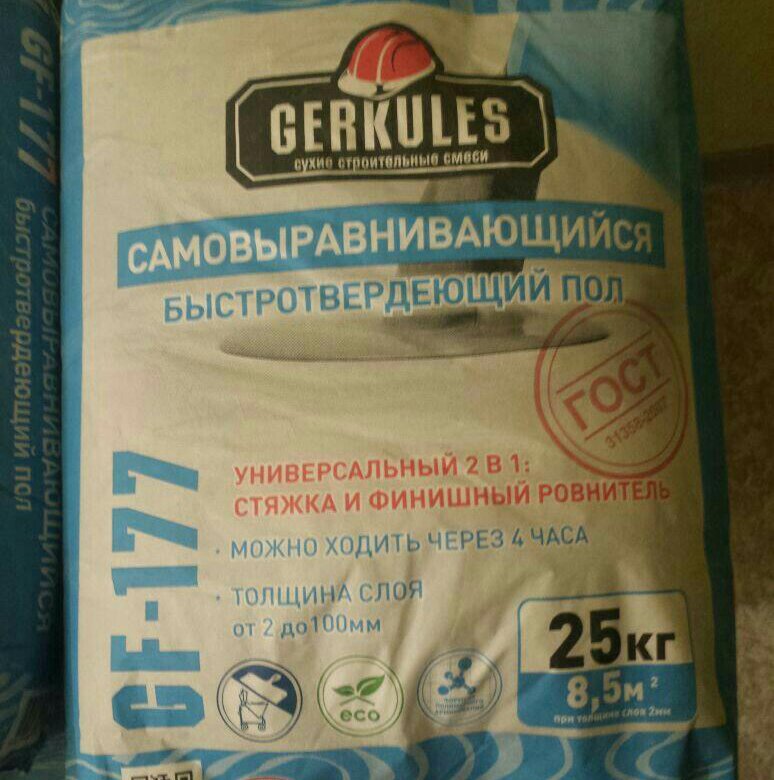 GERKULES
сухие строительные смеси
САМОВЫРАВНИВАЮЩИЙСЯ
БЫСТРОТВЕРДЕЮЩИЙ ПОЛ
ГОСТ
31358-2007
УНИВЕРСАЛЬНЫЙ 2 В 1:
СТЯЖКА И ФИНИШНЫЙ РОВНИТЕЛЬ
· МОЖНО ХОДИТЬ ЧЕРЕЗ 4 ЧАСА
· ТОЛЩИНА СЛОЯ
от 2 до 100мм
GF-177
25кг
8,5м²
при толщине слоя 2мм
eco
GF-177
САМОВЫРАВНИВАЮЩИЙСЯ
быстротвердеющий пол